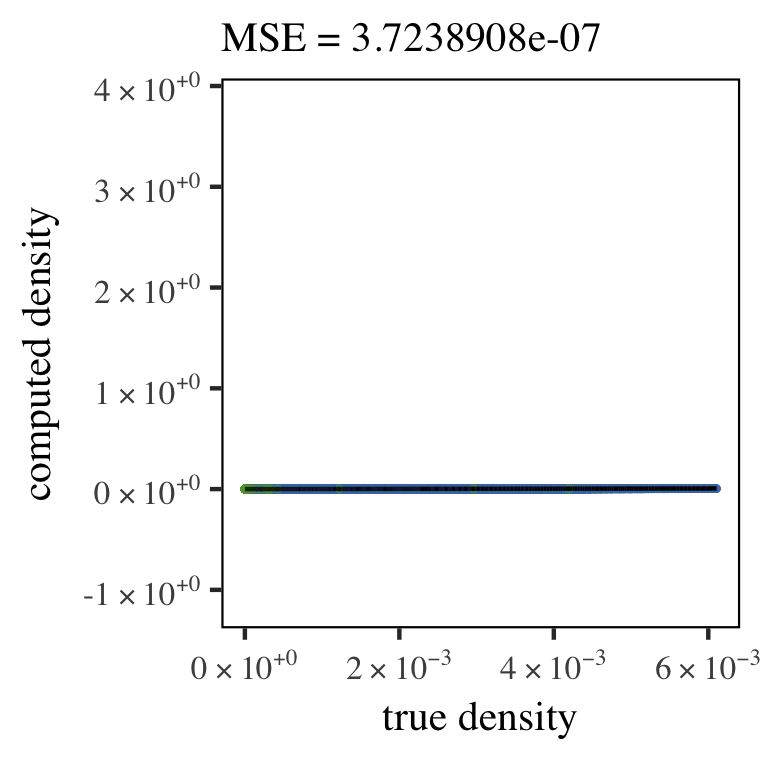 MSE = 3.7238908e-07
4 × 10⁺⁰
3 × 10⁺⁰
2 × 10⁺⁰
1 × 10⁺⁰
0 × 10⁺⁰
-1 × 10⁺⁰
computed density
0 × 10⁺⁰ 2 × 10⁻³ 4 × 10⁻³ 6 × 10⁻³
true density